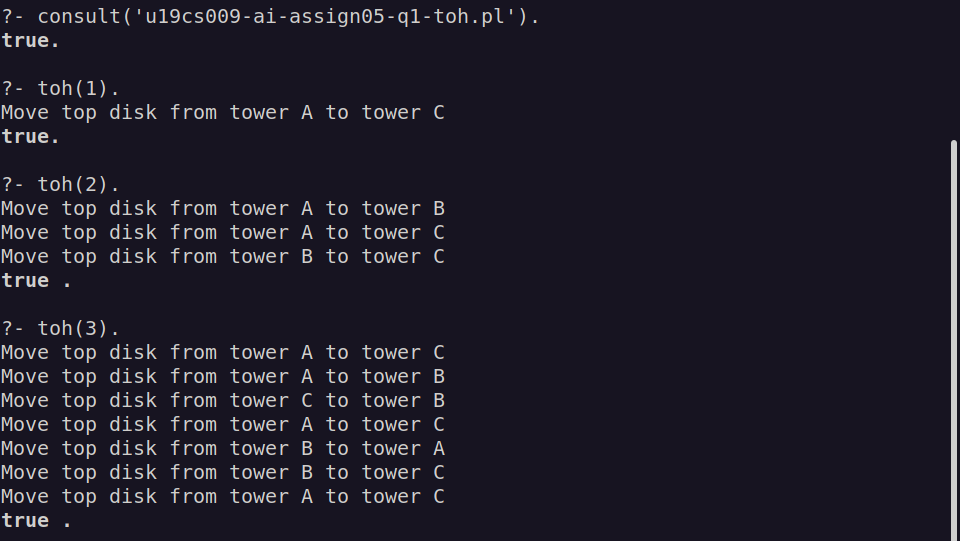 ?- consult('u19cs009-ai-assign05-q1-toh.pl').
true.
?- toh(1).
Move top disk from tower A to tower C
true.
?- toh(2).
Move top disk from tower A to tower B
Move top disk from tower A to tower C
Move top disk from tower B to tower C
true .
?- toh(3).
Move top disk from tower A to tower C
Move top disk from tower A to tower B
Move top disk from tower C to tower B
Move top disk from tower A to tower C
Move top disk from tower B to tower A
Move top disk from tower B to tower C
Move top disk from tower A to tower C
true .